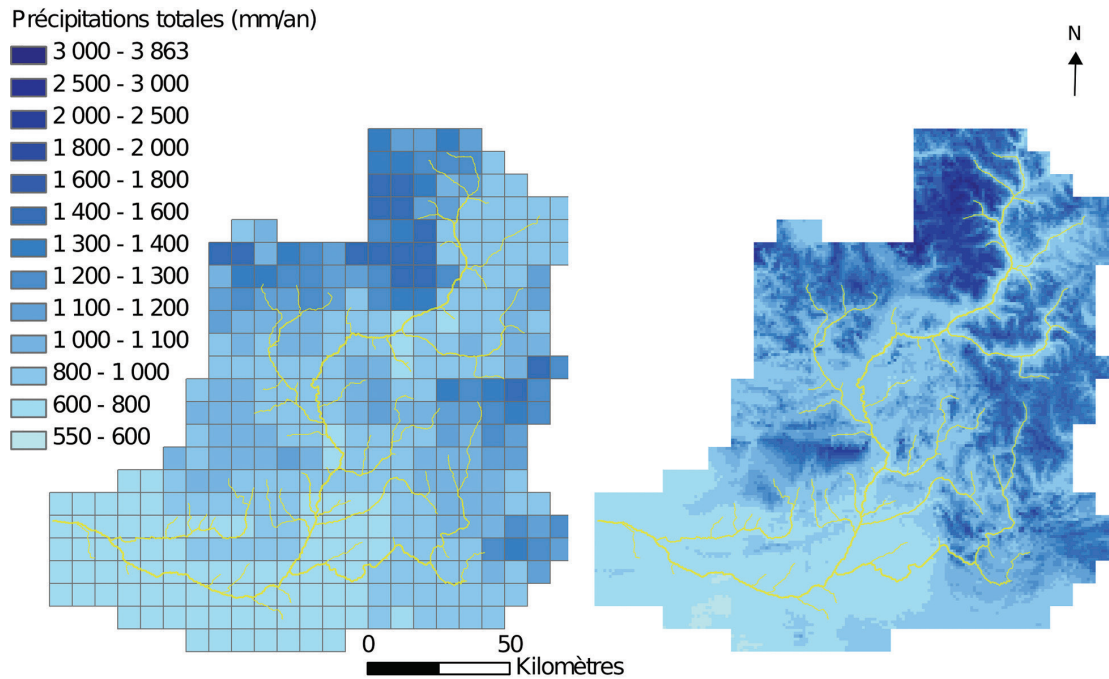 Précipitations totales (mm/an)
3 000 - 3 863
2 500 - 3 000
2 000 - 2 500
1 800 - 2 000
1 600 - 1 800
1 400 - 1 600
1 300 - 1 400
1 200 - 1 300
1 100 - 1 200
1 000 - 1 100
800 - 1 000
600 - 800
550 - 600
N
0 50
Kilomètres